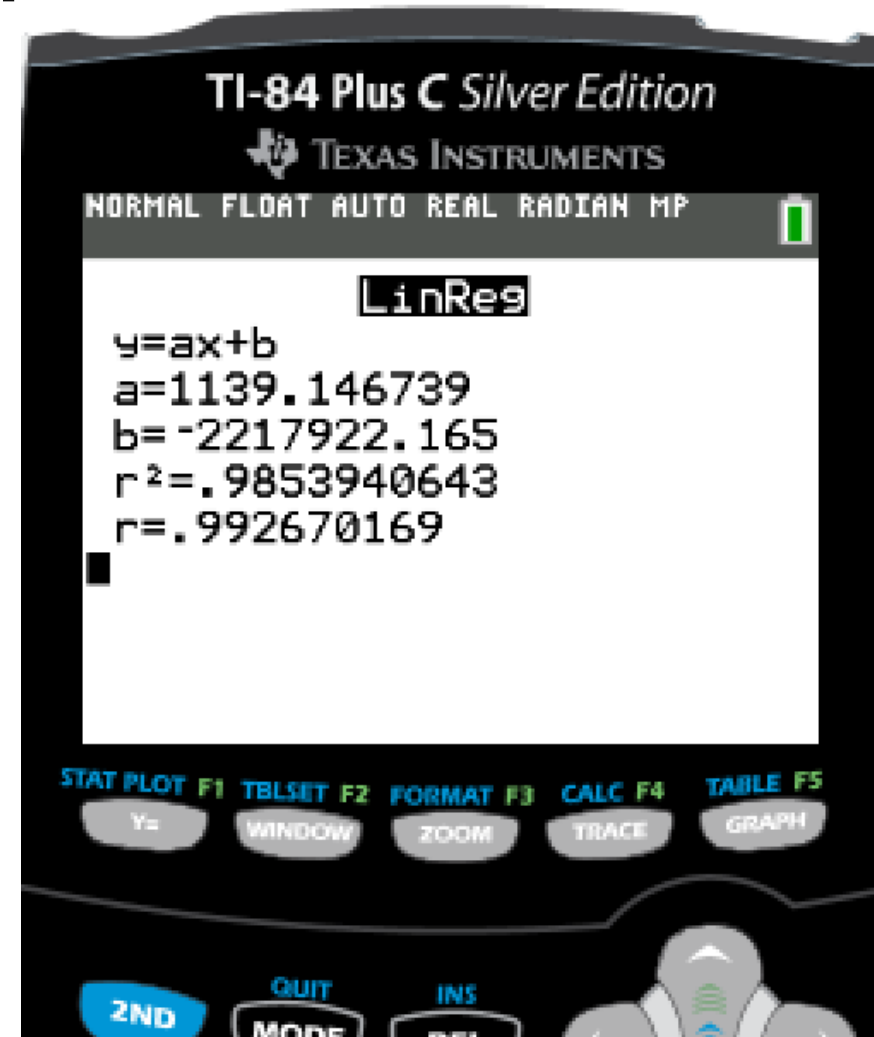 TI-84 Plus C Silver Edition
TEXAS INSTRUMENTS
NORMAL FLOAT AUTO REAL RADIAN MP
LinReg
y=ax+b
a=1139.146739
b=-2217922.165
r²=.9853940643
r=.992670169
STAT PLOT F1 TBLSET F2 FORMAT F3 CALC F4 TABLE F5
Y= WINDOW ZOOM TRACE GRAPH
QUIT INS
2ND MODE DEL